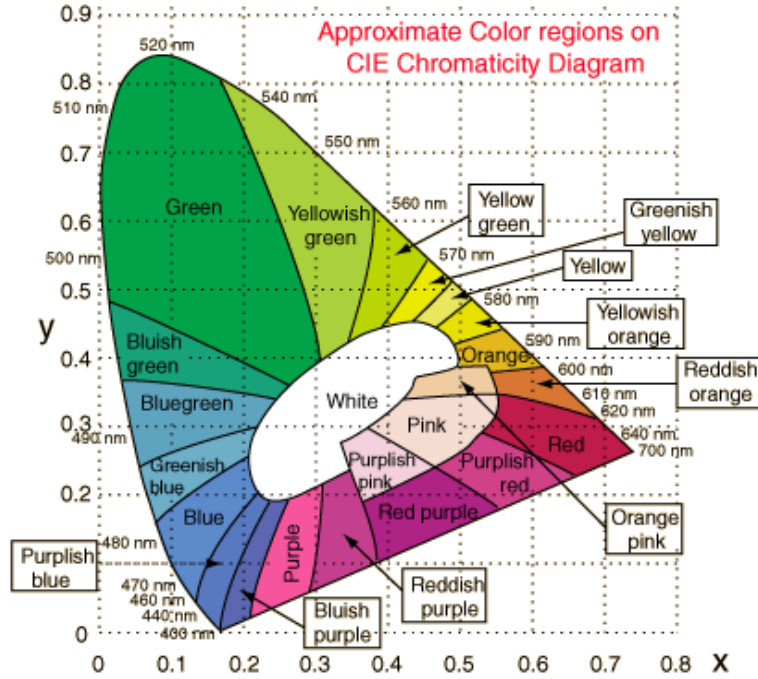 Approximate Color regions on
CIE Chromaticity Diagram
0.9
0.8
0.7
0.6
0.5
0.4
0.3
0.2
0.1
0
y
0
0.1
0.2
0.3
0.4
0.5
0.6
0.7
0.8
x
520 nm
510 nm
540 nm
550 nm
560 nm
570 nm
580 nm
590 nm
600 nm
610 nm
620 nm
640 nm
700 nm
500 nm
490 nm
480 nm
470 nm
460 nm
440 nm
400 nm
Green
Yellowish
green
Yellow
green
Greenish
yellow
Yellow
Yellowish
orange
Orange
Reddish
orange
Bluish
green
Bluegreen
Greenish
blue
Blue
Purplish
blue
Bluish
purple
Purple
Reddish
purple
Red purple
Purplish
pink
Pink
White
Purplish
red
Red
Orange
pink